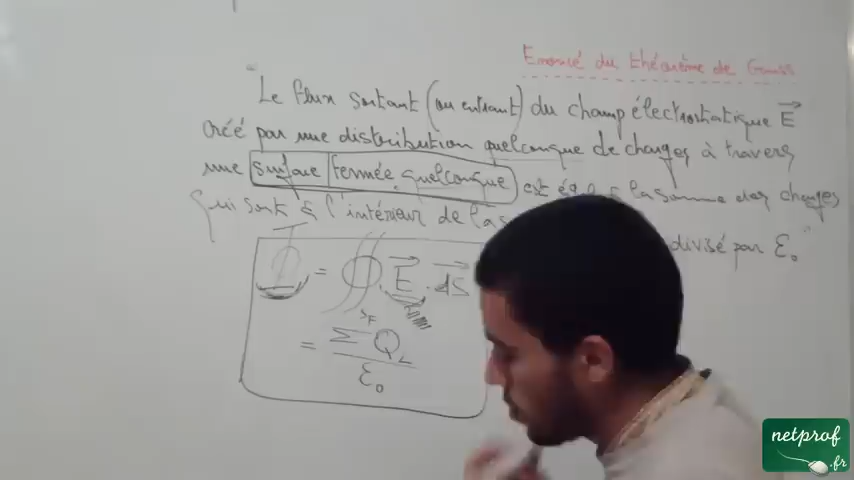 Enoncé du théorème de Gauss
"Le flux sortant (ou entrant) du champ électrostatique E⃗
créé par une distribution quelconque de charges à travers
une surface fermée quelconque est égal à la somme des charges
qui sont à l'intérieur de la
divisé par ε₀"
Φ = ∯ E⃗ . dS⃗
SF
= Σ Qᵢ
ε₀
netprof
.fr